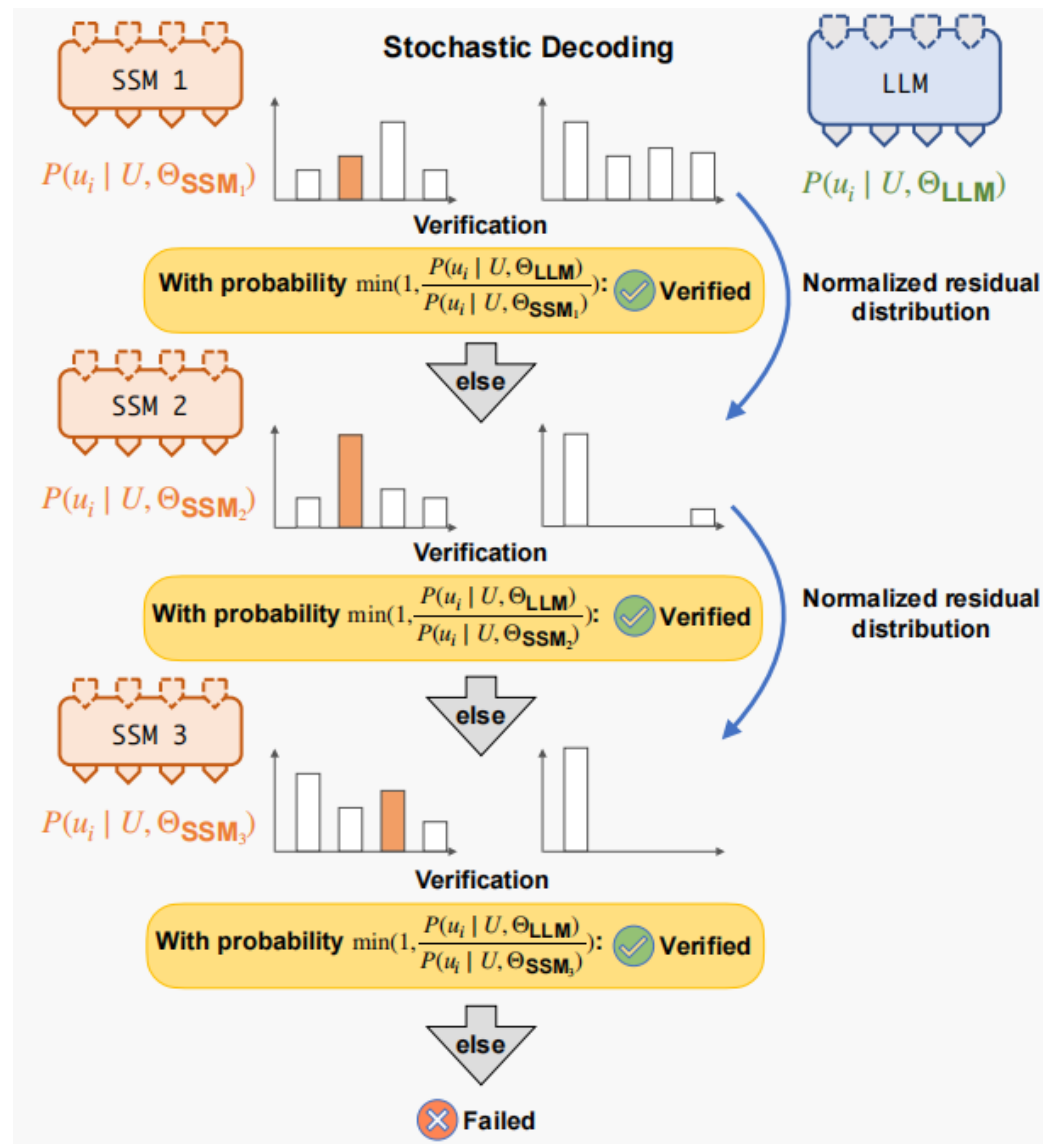 Stochastic Decoding
SSM 1
LLM
P(u_i | U, Θ_SSM₁)
P(u_i | U, Θ_LLM)
Verification
With probability min(1, P(u_i | U, Θ_LLM) / P(u_i | U, Θ_SSM₁)): Verified
Normalized residual
distribution
else
SSM 2
P(u_i | U, Θ_SSM₂)
Verification
With probability min(1, P(u_i | U, Θ_LLM) / P(u_i | U, Θ_SSM₂)): Verified
Normalized residual
distribution
else
SSM 3
P(u_i | U, Θ_SSM₃)
Verification
With probability min(1, P(u_i | U, Θ_LLM) / P(u_i | U, Θ_SSM₃)): Verified
else
Failed